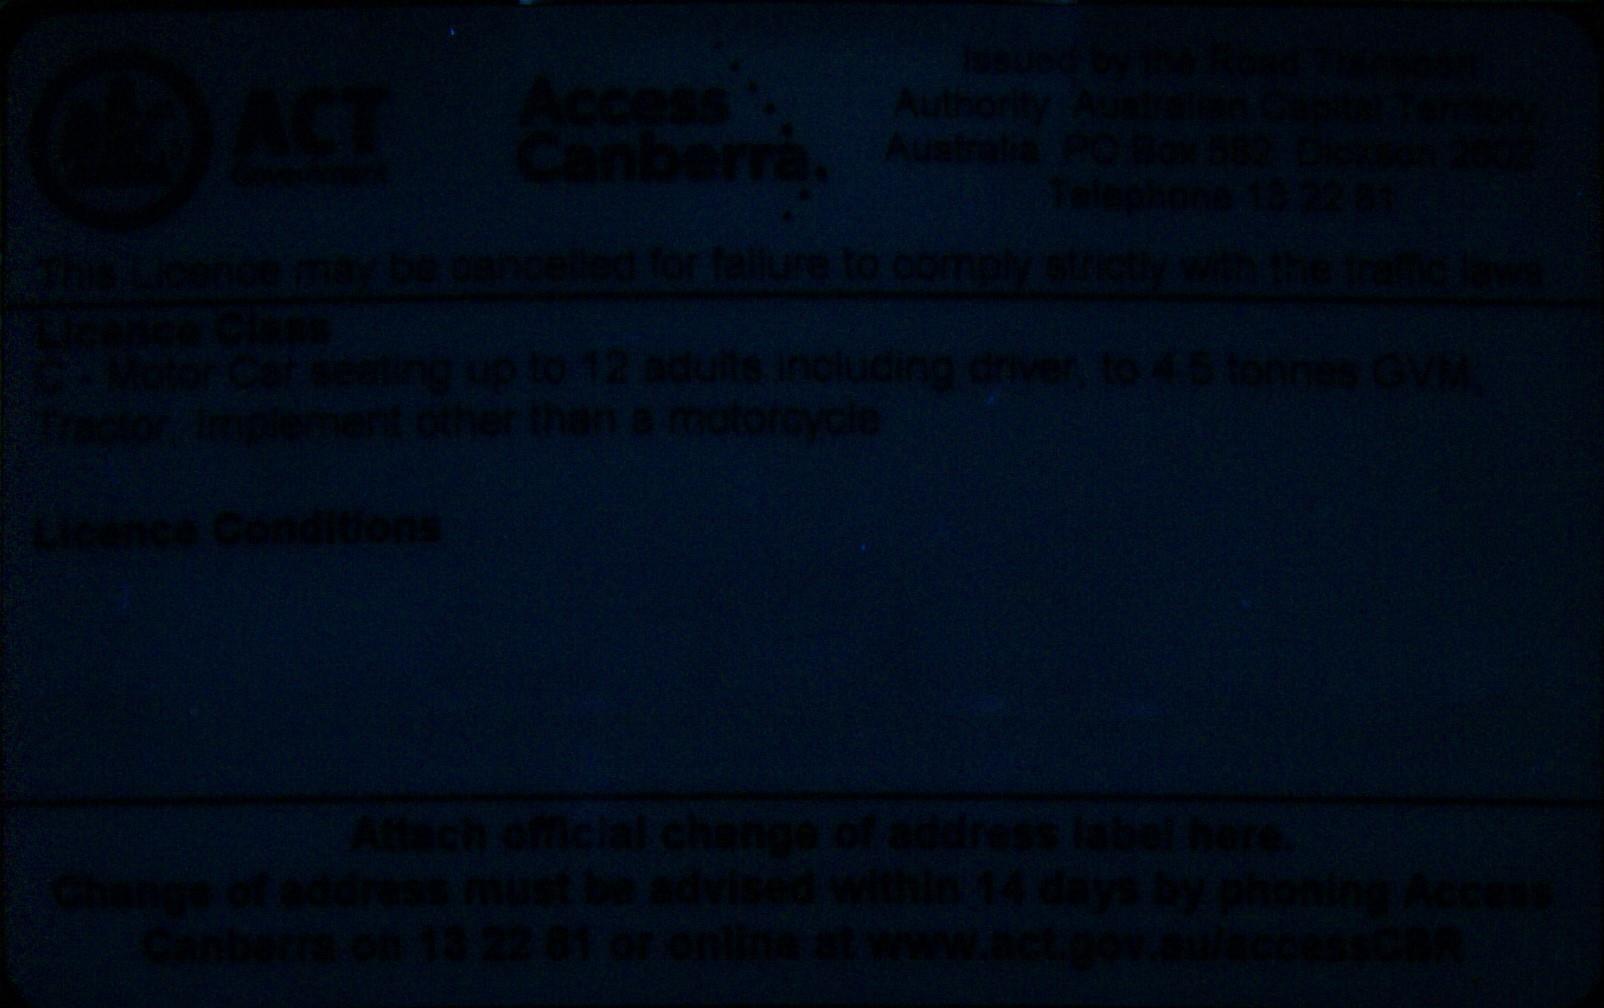 ACT
Government
Access
Canberra.
Issued by the Road Transport
Authority Australian Capital Territory
Australia PO Box 582 Dickson 2602
Telephone 13 22 81
This Licence may be cancelled for failure to comply strictly with the traffic laws
Licence Class
C - Motor Car seating up to 12 adults including driver, to 4.5 tonnes GVM,
Tractor, Implement other than a motorcycle
Licence Conditions
Attach official change of address label here.
Change of address must be advised within 14 days by phoning Access
Canberra on 13 22 81 or online at www.act.gov.au/accessCBR